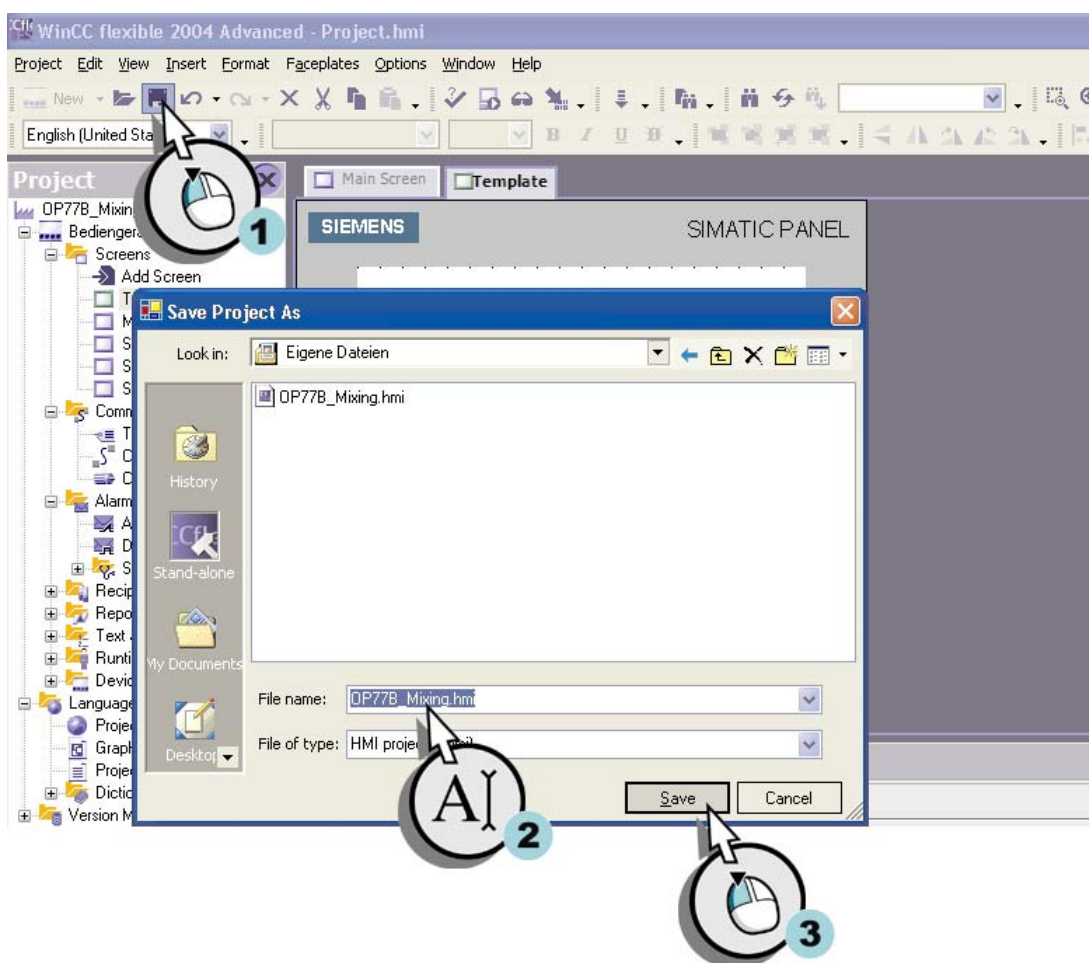 WinCC flexible 2004 Advanced - Project.hmi
Project Edit View Insert Format Faceplates Options Window Help
New
English (United Sta
Project
Main Screen
Template
1
OP77B_Mixin
Bedienger
SIEMENS
SIMATIC PANEL
Screens
Add Screen
T
M
S
S
S
Comm
T
C
C
Alarm
A
D
S
Recip
Repo
Text
Runti
Devic
Language
Proje
Graph
Proje
Dictio
Version M
Save Project As
Look in: Eigene Dateien
OP77B_Mixing.hmi
History
Stand-alone
My Documents
Desktop
File name: OP77B_Mixing.hmi
File of type: HMI projec
Save Cancel
A
2
3